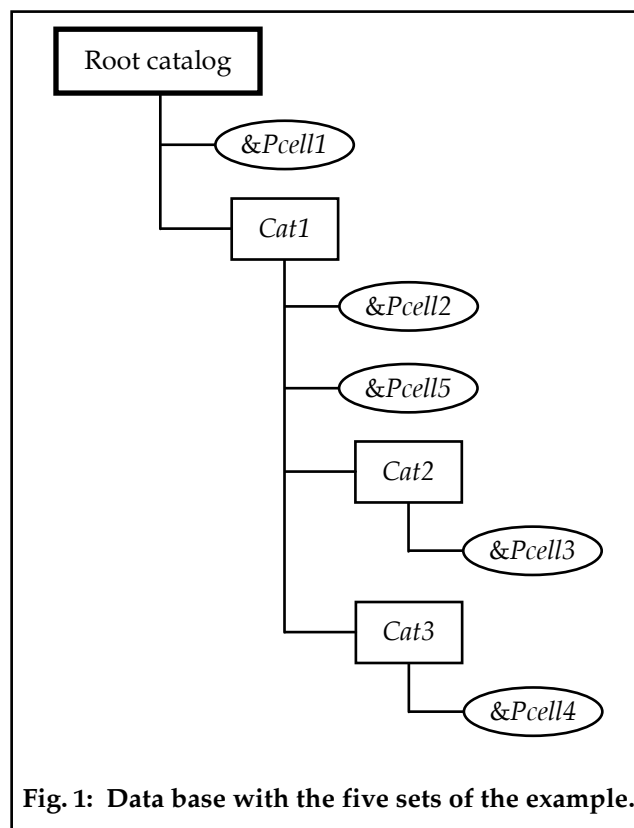 Root catalog
&Pcell1
Cat1
&Pcell2
&Pcell5
Cat2
&Pcell3
Cat3
&Pcell4
Fig. 1: Data base with the five sets of the example.